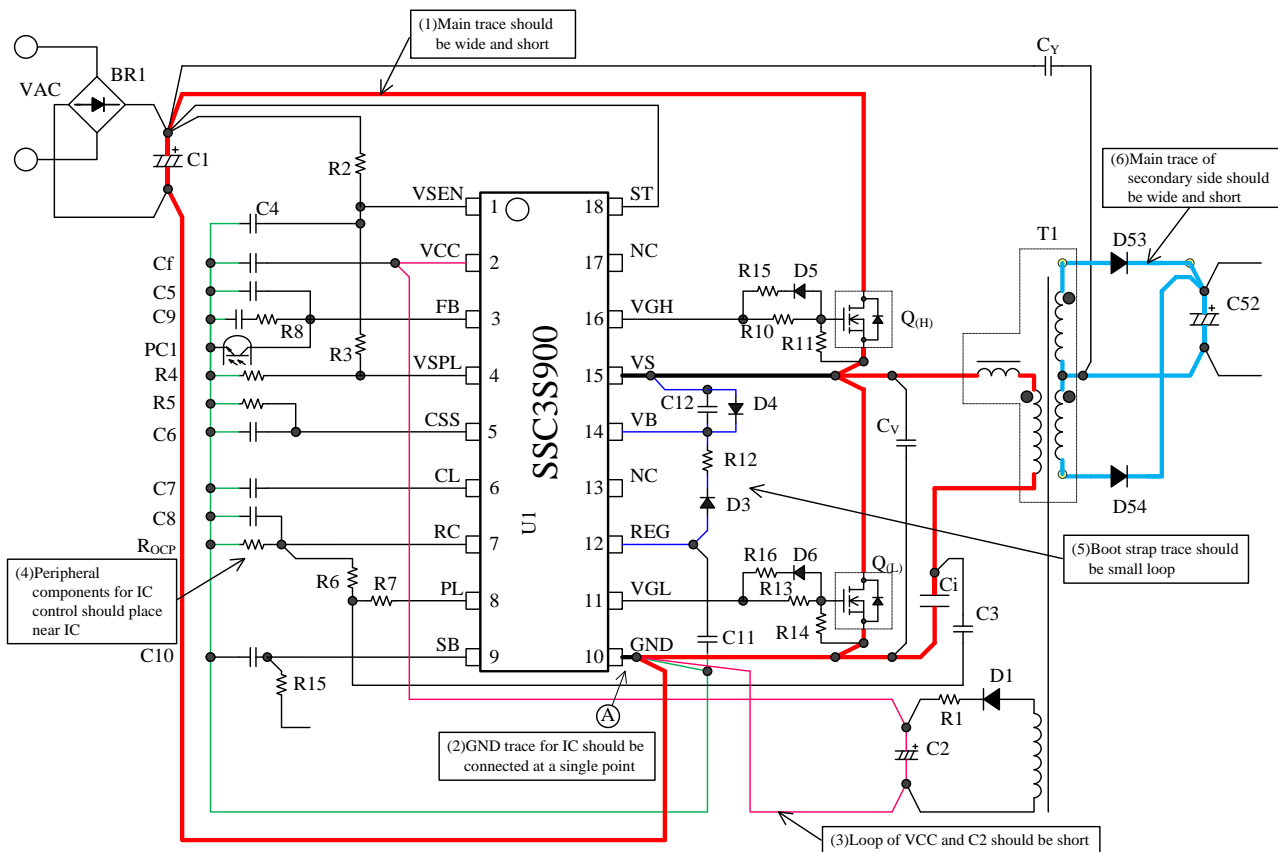 (1)Main trace should
be wide and short
CY
BR1
VAC
C1
R2
(6)Main trace of
secondary side should
be wide and short
VSEN
1
18
ST
C4
T1
D53
VCC
2
17
NC
Cf
R15
D5
C5
C52
C9
R8
FB
3
16
VGH
R10
Q(H)
R11
PC1
R3
R4
VSPL
4
15
VS
R5
C12
D4
C6
CSS
5
14
VB
CV
R12
SSC3S900
C7
CL
6
13
NC
D3
D54
C8
U1
ROCP
RC
7
12
REG
(5)Boot strap trace should
be small loop
(4)Peripheral
components for IC
control should place
near IC
R6
R7
PL
8
11
VGL
R16
D6
Q(L)
R13
R14
Ci
C3
C11
C10
SB
9
10
GND
R15
A
D1
R1
C2
(2)GND trace for IC should be
connected at a single point
(3)Loop of VCC and C2 should be short